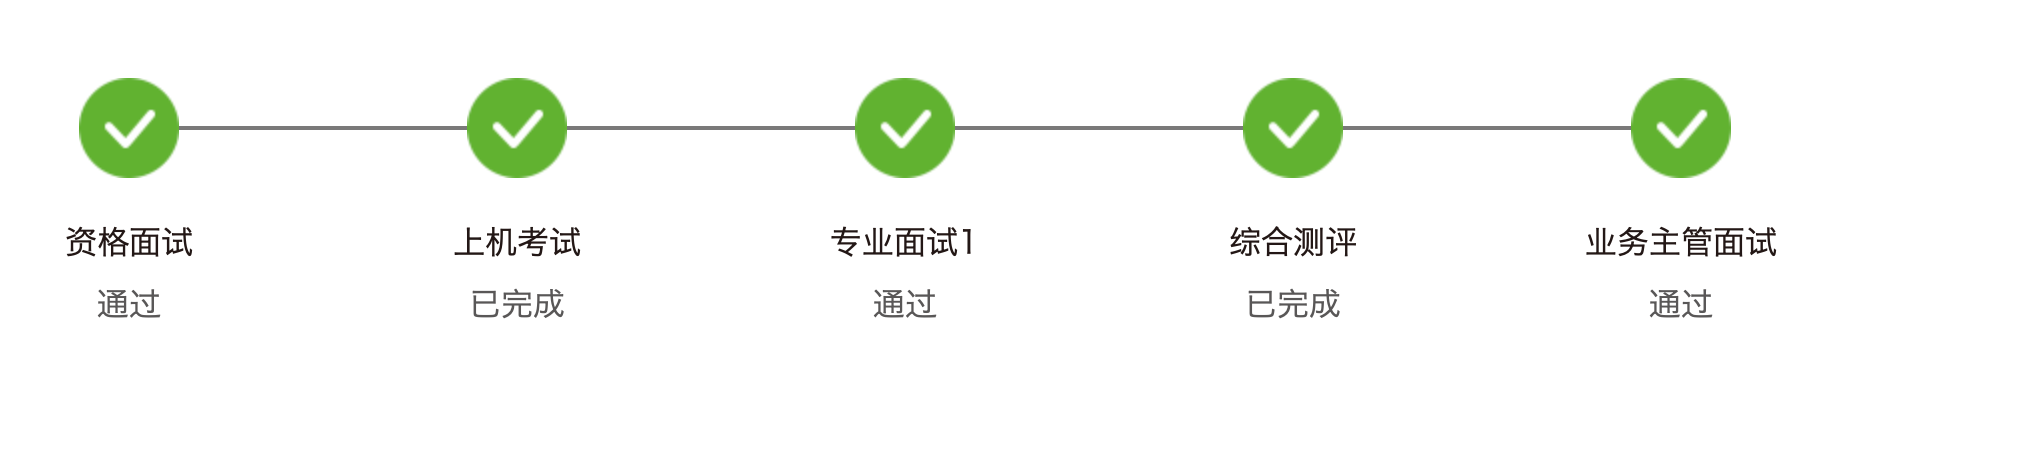 资格面试
上机考试
专业面试1
综合测评
业务主管面试
通过
已完成
通过
已完成
通过